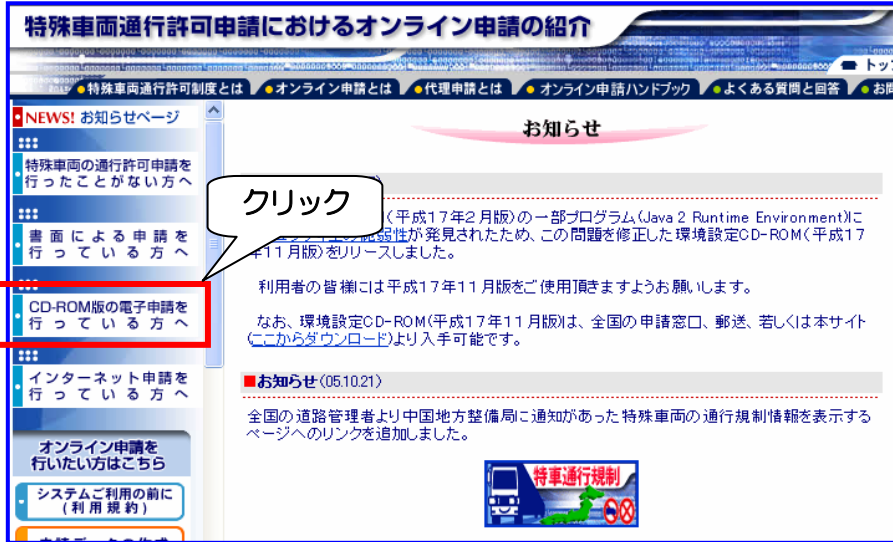 特殊車両通行許可申請におけるオンライン申請の紹介
●特殊車両通行許可制度とは ●オンライン申請とは ●代理申請とは ●オンライン申請ハンドブック ●よくある質問と回答
NEWS! お知らせページ
特殊車両の通行許可申請を
行ったことがない方へ
書面による申請を
行っている方へ
CD-ROM版の電子申請を
行っている方へ
インターネット申請を
行っている方へ
オンライン申請を
行いたい方はこちら
システムご利用の前に
(利用規約)
クリック
お知らせ
(平成17年2月版)の一部プログラム(Java 2 Runtime Environment)に
脆弱性が発見されたため、この問題を修正した環境設定CD-ROM(平成17
年11月版)をリリースしました。
利用者の皆様には平成17年11月版をご使用頂きますようお願いします。
なお、環境設定CD-ROM(平成17年11月版)は、全国の申請窓口、郵送、若しくは本サイト
(ここからダウンロード)より入手可能です。
■お知らせ(05.10.21)
全国の道路管理者より中国地方整備局に通知があった特殊車両の通行規制情報を表示する
ページへのリンクを追加しました。
特車通行規制